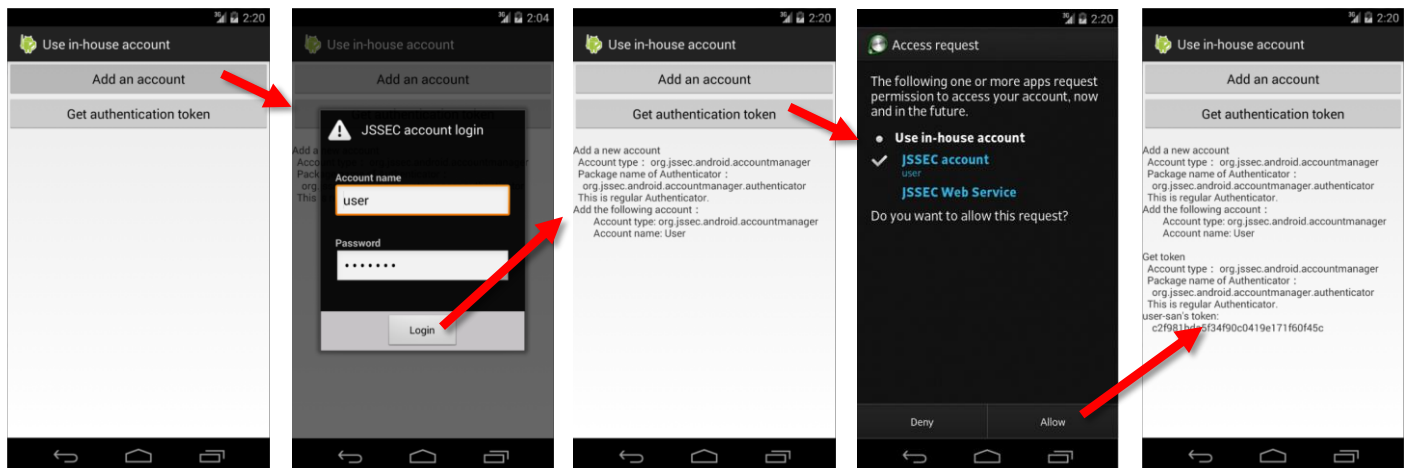 3G 2:20
Use in-house account
Add an account
Get authentication token
3G 2:04
Use in-house account
Add an account
JSSEC account login
Account name
user
Password
Login
3G 2:20
Use in-house account
Add an account
Get authentication token
Add a new account
Account type : org.jssec.android.accountmanager
Package name of Authenticator :
org.jssec.android.accountmanager.authenticator
This is regular Authenticator.
Add the following account :
Account type: org.jssec.android.accountmanager
Account name: User
3G 2:20
Access request
The following one or more apps request
permission to access your account, now
and in the future.
Use in-house account
JSSEC account
user
JSSEC Web Service
Do you want to allow this request?
Deny Allow
3G 2:20
Use in-house account
Add an account
Get authentication token
Add a new account
Account type : org.jssec.android.accountmanager
Package name of Authenticator :
org.jssec.android.accountmanager.authenticator
This is regular Authenticator.
Add the following account :
Account type: org.jssec.android.accountmanager
Account name: User
Get token
Account type : org.jssec.android.accountmanager
Package name of Authenticator :
org.jssec.android.accountmanager.authenticator
This is regular Authenticator.
user-san's token:
c2f981bda5f34f90c0419e171f60f45c